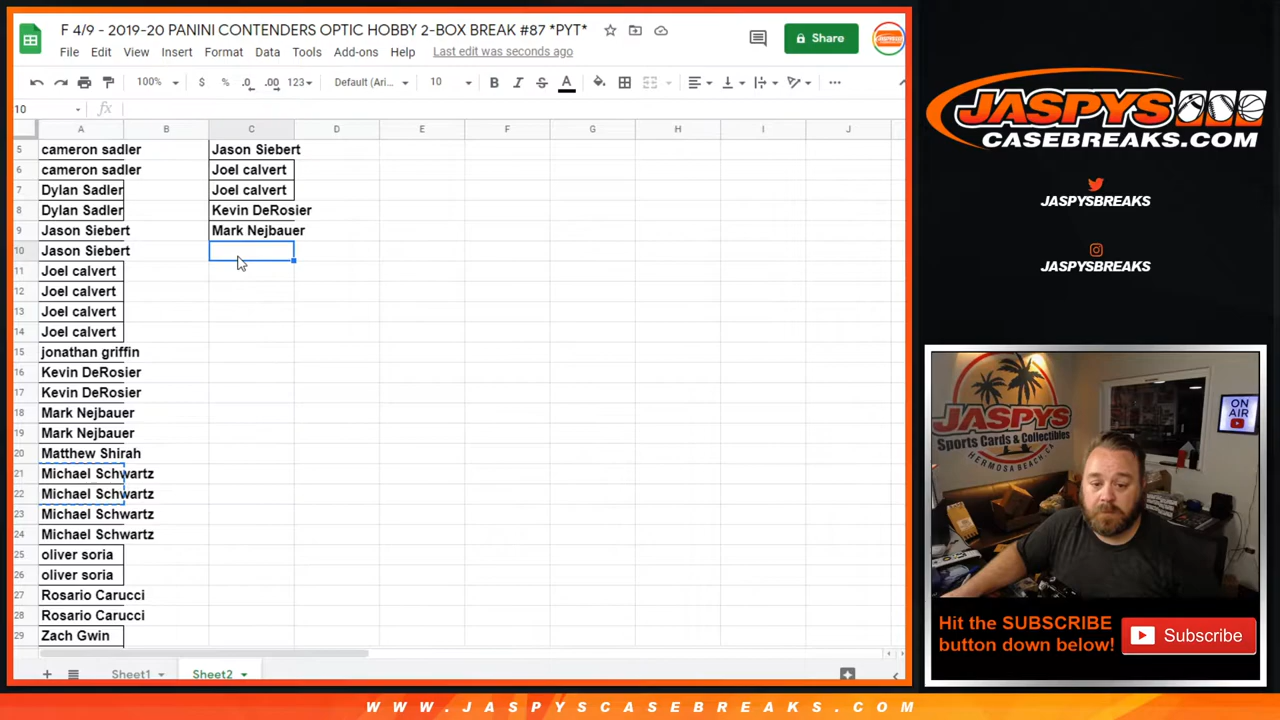 F 4/9 - 2019-20 PANINI CONTENDERS OPTIC HOBBY 2-BOX BREAK #87 *PYT*
File Edit View Insert Format Data Tools Add-ons Help Last edit was seconds ago
Share
100% $ % .0 .00 123 Default (Ari... 10 B I S A
10 fx
A B C D E F G H I J
5 cameron sadler Jason Siebert
6 cameron sadler Joel calvert
7 Dylan Sadler Joel calvert
8 Dylan Sadler Kevin DeRosier
9 Jason Siebert Mark Nejbauer
10 Jason Siebert
11 Joel calvert
12 Joel calvert
13 Joel calvert
14 Joel calvert
15 jonathan griffin
16 Kevin DeRosier
17 Kevin DeRosier
18 Mark Nejbauer
19 Mark Nejbauer
20 Matthew Shirah
21 Michael Schwartz
22 Michael Schwartz
23 Michael Schwartz
24 Michael Schwartz
25 oliver soria
26 oliver soria
27 Rosario Carucci
28 Rosario Carucci
29 Zach Gwin
Sheet1 Sheet2
JASPYS
CASEBREAKS.COM
JASPYSBREAKS
JASPYSBREAKS
JASPYS
Sports Cards & Collectibles
HERMOSA BEACH, CA
ON AIR
Hit the SUBSCRIBE
button down below!
Subscribe
WWW.JASPYSCASEBREAKS.COM